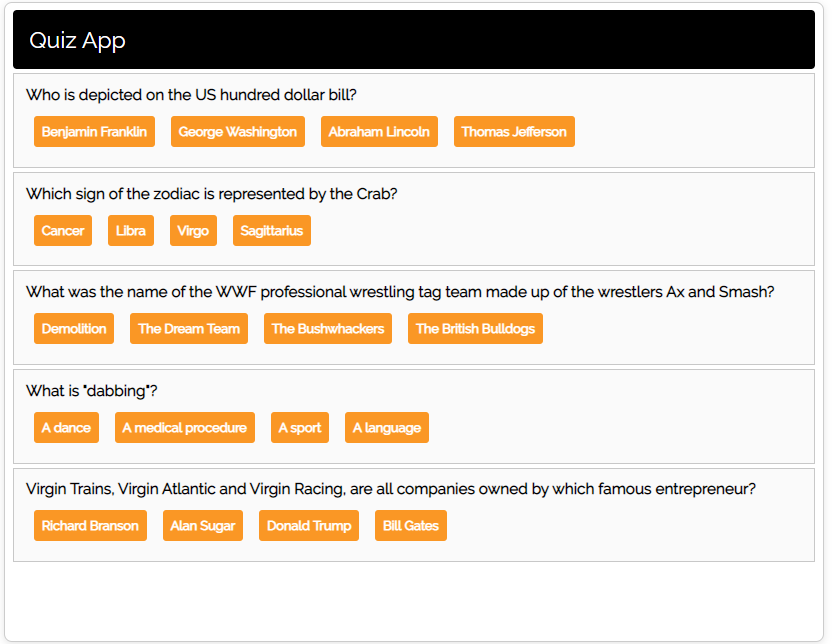 Quiz App
Who is depicted on the US hundred dollar bill?
Benjamin Franklin George Washington Abraham Lincoln Thomas Jefferson
Which sign of the zodiac is represented by the Crab?
Cancer Libra Virgo Sagittarius
What was the name of the WWF professional wrestling tag team made up of the wrestlers Ax and Smash?
Demolition The Dream Team The Bushwhackers The British Bulldogs
What is "dabbing"?
A dance A medical procedure A sport A language
Virgin Trains, Virgin Atlantic and Virgin Racing, are all companies owned by which famous entrepreneur?
Richard Branson Alan Sugar Donald Trump Bill Gates